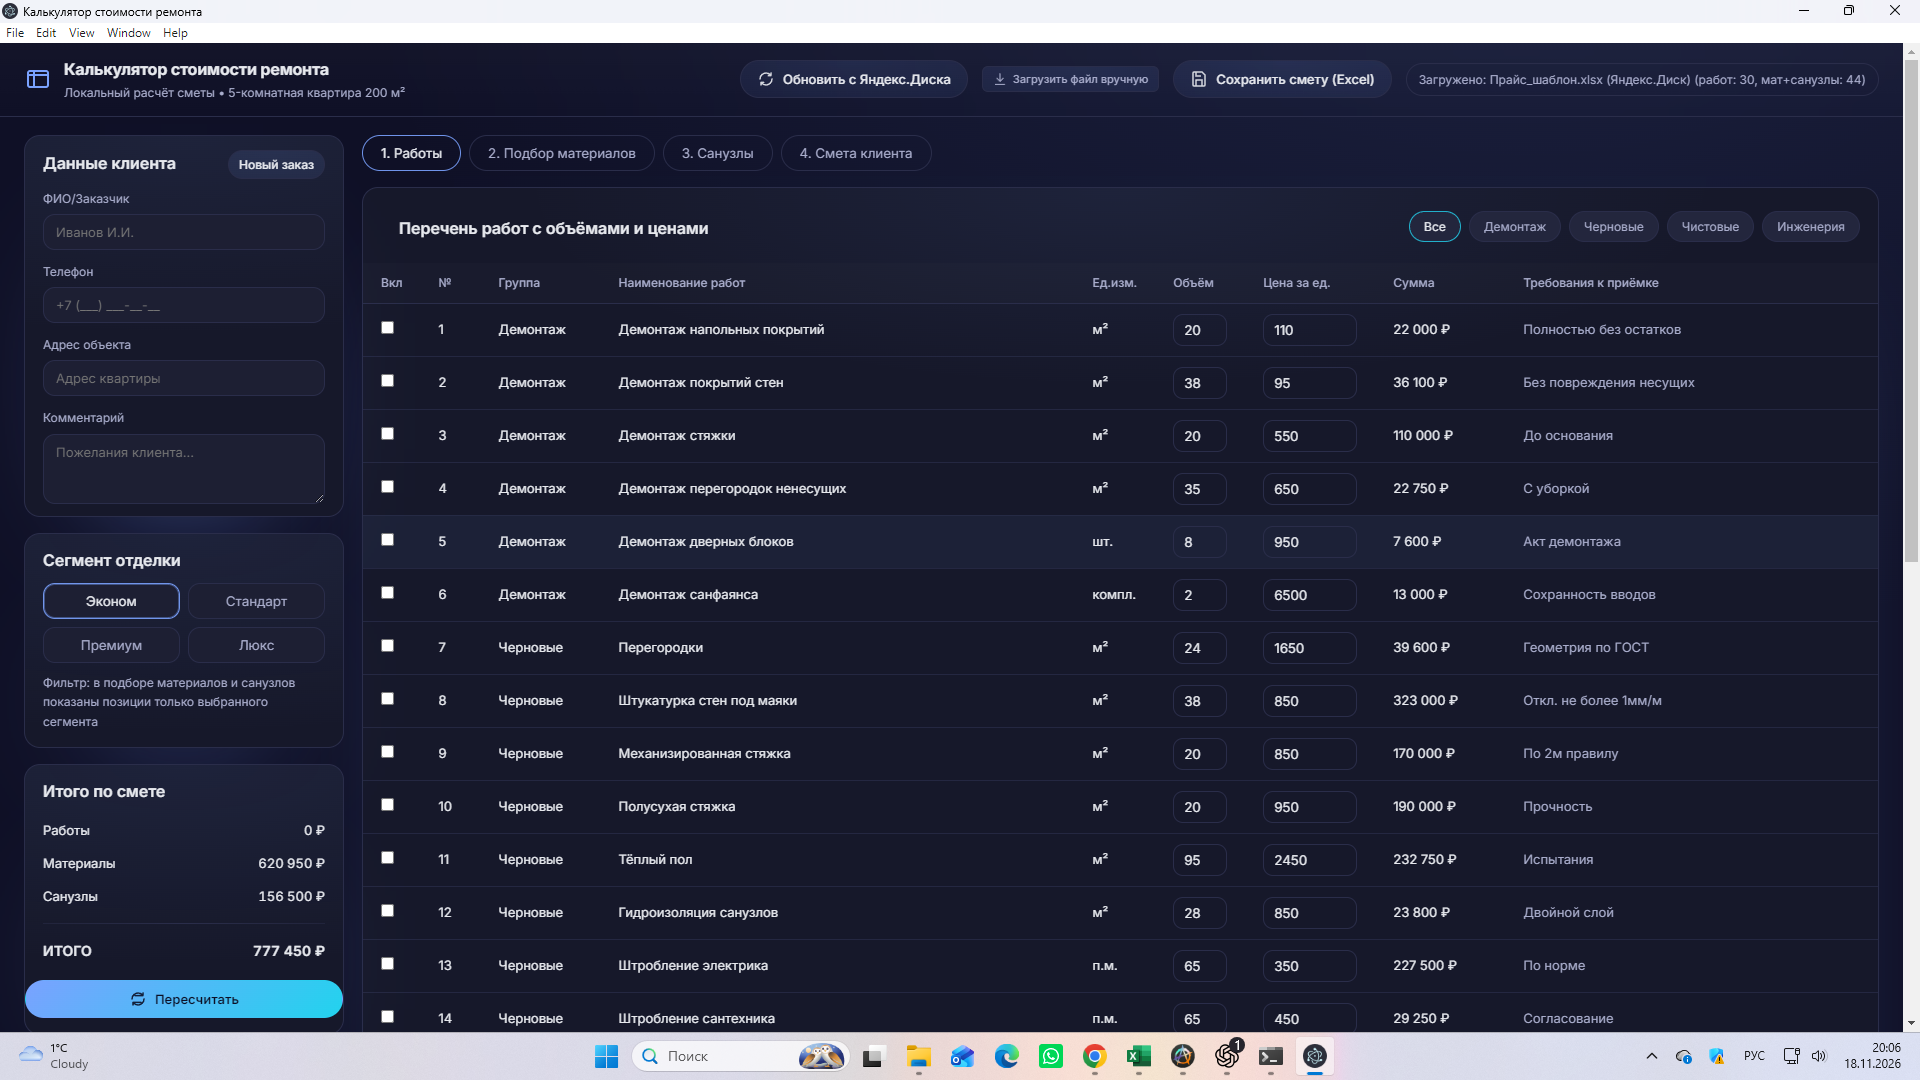 Калькулятор стоимости ремонта
File Edit View Window Help
Калькулятор стоимости ремонта
Локальный расчёт сметы • 5-комнатная квартира 200 м²
Обновить с Яндекс.Диска
Загрузить файл вручную
Сохранить смету (Excel)
Загружено: Прайс_шаблон.xlsx (Яндекс.Диск) (работ: 30, мат+санузлы: 44)
Данные клиента
Новый заказ
ФИО/Заказчик
Иванов И.И.
Телефон
+7 (___) ___-__-__
Адрес объекта
Адрес квартиры
Комментарий
Пожелания клиента...
Сегмент отделки
Эконом Стандарт
Премиум Люкс
Фильтр: в подборе материалов и санузлов
показаны позиции только выбранного
сегмента
Итого по смете
Работы 0 ₽
Материалы 620 950 ₽
Санузлы 156 500 ₽
ИТОГО 777 450 ₽
Пересчитать
1. Работы 2. Подбор материалов 3. Санузлы 4. Смета клиента
Перечень работ с объёмами и ценами
Все Демонтаж Черновые Чистовые Инженерия
Вкл № Группа Наименование работ Ед.изм. Объём Цена за ед. Сумма Требования к приёмке
1 Демонтаж Демонтаж напольных покрытий м² 20 110 22 000 ₽ Полностью без остатков
2 Демонтаж Демонтаж покрытий стен м² 38 95 36 100 ₽ Без повреждения несущих
3 Демонтаж Демонтаж стяжки м² 20 550 110 000 ₽ До основания
4 Демонтаж Демонтаж перегородок ненесущих м² 35 650 22 750 ₽ С уборкой
5 Демонтаж Демонтаж дверных блоков шт. 8 950 7 600 ₽ Акт демонтажа
6 Демонтаж Демонтаж санфаянса компл. 2 6500 13 000 ₽ Сохранность вводов
7 Черновые Перегородки м² 24 1650 39 600 ₽ Геометрия по ГОСТ
8 Черновые Штукатурка стен под маяки м² 38 850 323 000 ₽ Откл. не более 1мм/м
9 Черновые Механизированная стяжка м² 20 850 170 000 ₽ По 2м правилу
10 Черновые Полусухая стяжка м² 20 950 190 000 ₽ Прочность
11 Черновые Тёплый пол м² 95 2450 232 750 ₽ Испытания
12 Черновые Гидроизоляция санузлов м² 28 850 23 800 ₽ Двойной слой
13 Черновые Штробление электрика п.м. 65 350 227 500 ₽ По норме
14 Черновые Штробление сантехника п.м. 65 450 29 250 ₽ Согласование
1°C
Cloudy
Поиск
1
РУС
20:06
18.11.2026